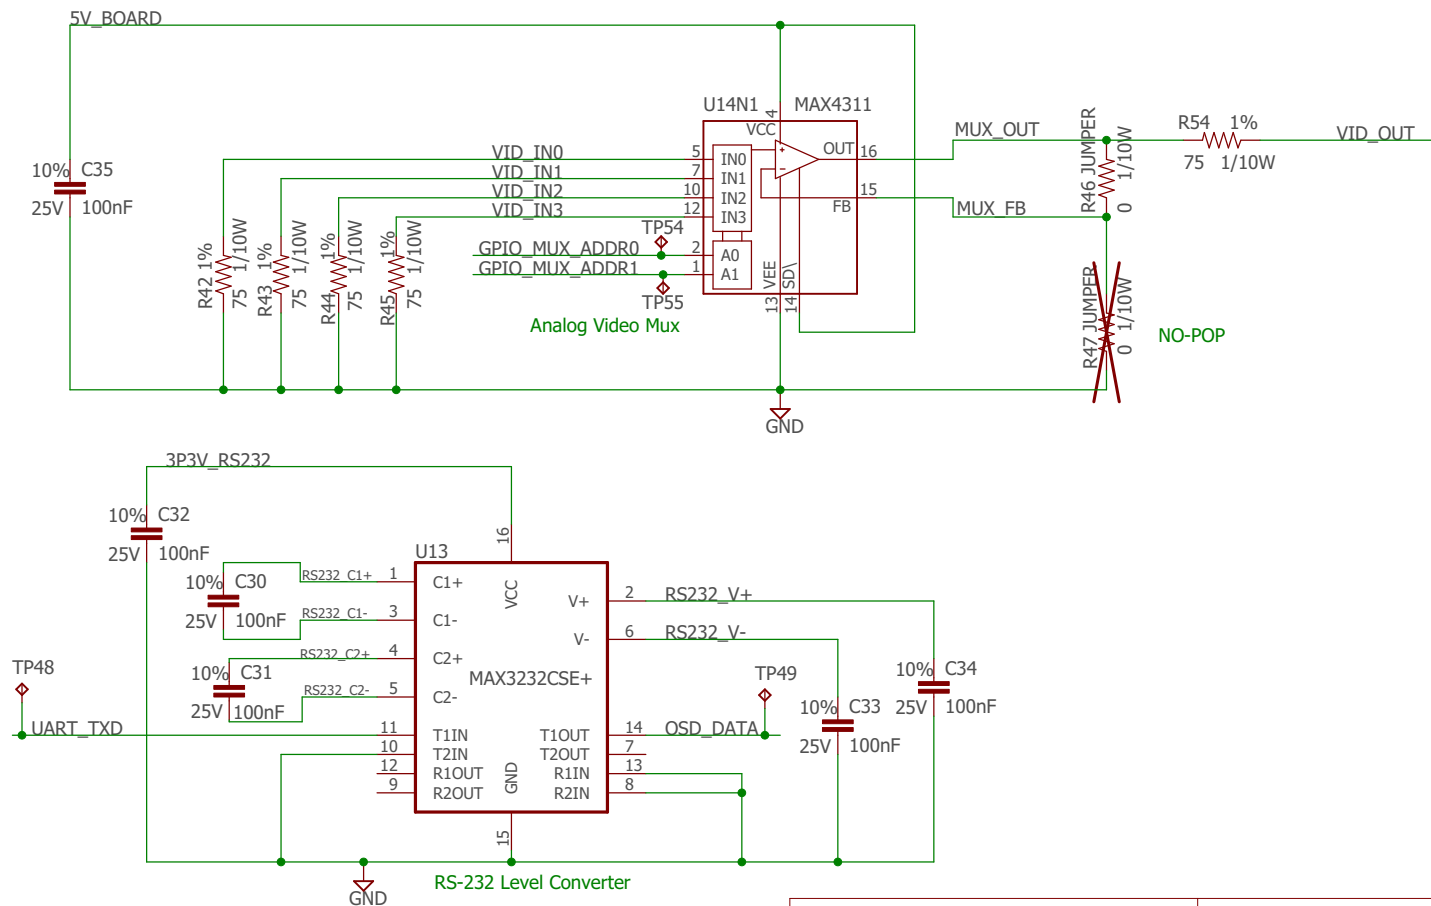 5V_BOARD
U14N1 MAX4311
4
VCC
OUT 16
MUX_OUT
R54 1%
75 1/10W
VID_OUT
R46 JUMPER
0 1/10W
10% C35
25V 100nF
VID_IN0 5 IN0
VID_IN1 7 IN1
VID_IN2 10 IN2
VID_IN3 12 IN3
+
-
15
FB
MUX_FB
TP54
GPIO_MUX_ADDR0 2 A0
GPIO_MUX_ADDR1 1 A1
TP55
VEE
SD\
13
14
R42 1%
75 1/10W
R43 1%
75 1/10W
R44 1%
75 1/10W
R45 1%
75 1/10W
Analog Video Mux
R47 JUMPER
0 1/10W
NO-POP
GND
3P3V_RS232
10% C32
25V 100nF
16
U13
VCC
10% C30
25V 100nF
RS232_C1+ 1 C1+
RS232_C1- 3 C1-
RS232_C2+ 4 C2+
RS232_C2- 5 C2-
10% C31
25V 100nF
V+ 2 RS232_V+
V- 6 RS232_V-
MAX3232CSE+
TP48
UART_TXD 11 T1IN
10 T2IN
12 R1OUT
9 R2OUT
GND
15
T1OUT 14 OSD_DATA
T2OUT 7
R1IN 13
R2IN 8
TP49
10% C33
25V 100nF
10% C34
25V 100nF
GND
RS-232 Level Converter